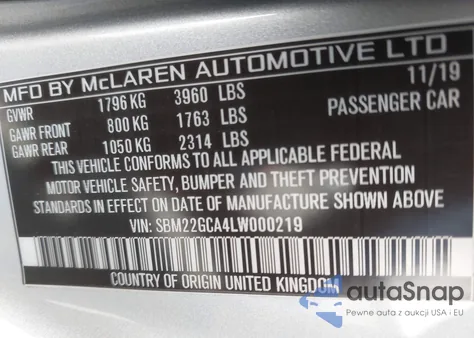 MFD BY McLAREN AUTOMOTIVE LTD
11/19
GVWR 1796 KG 3960 LBS
PASSENGER CAR
GAWR FRONT 800 KG 1763 LBS
GAWR REAR 1050 KG 2314 LBS
THIS VEHICLE CONFORMS TO ALL APPLICABLE FEDERAL
MOTOR VEHICLE SAFETY, BUMPER AND THEFT PREVENTION
STANDARDS IN EFFECT ON DATE OF MANUFACTURE SHOWN ABOVE
VIN: SBM22GCA4LW000219
COUNTRY OF ORIGIN UNITED KINGDOM
autoSnap
Pewne auta z aukcji USA i EU